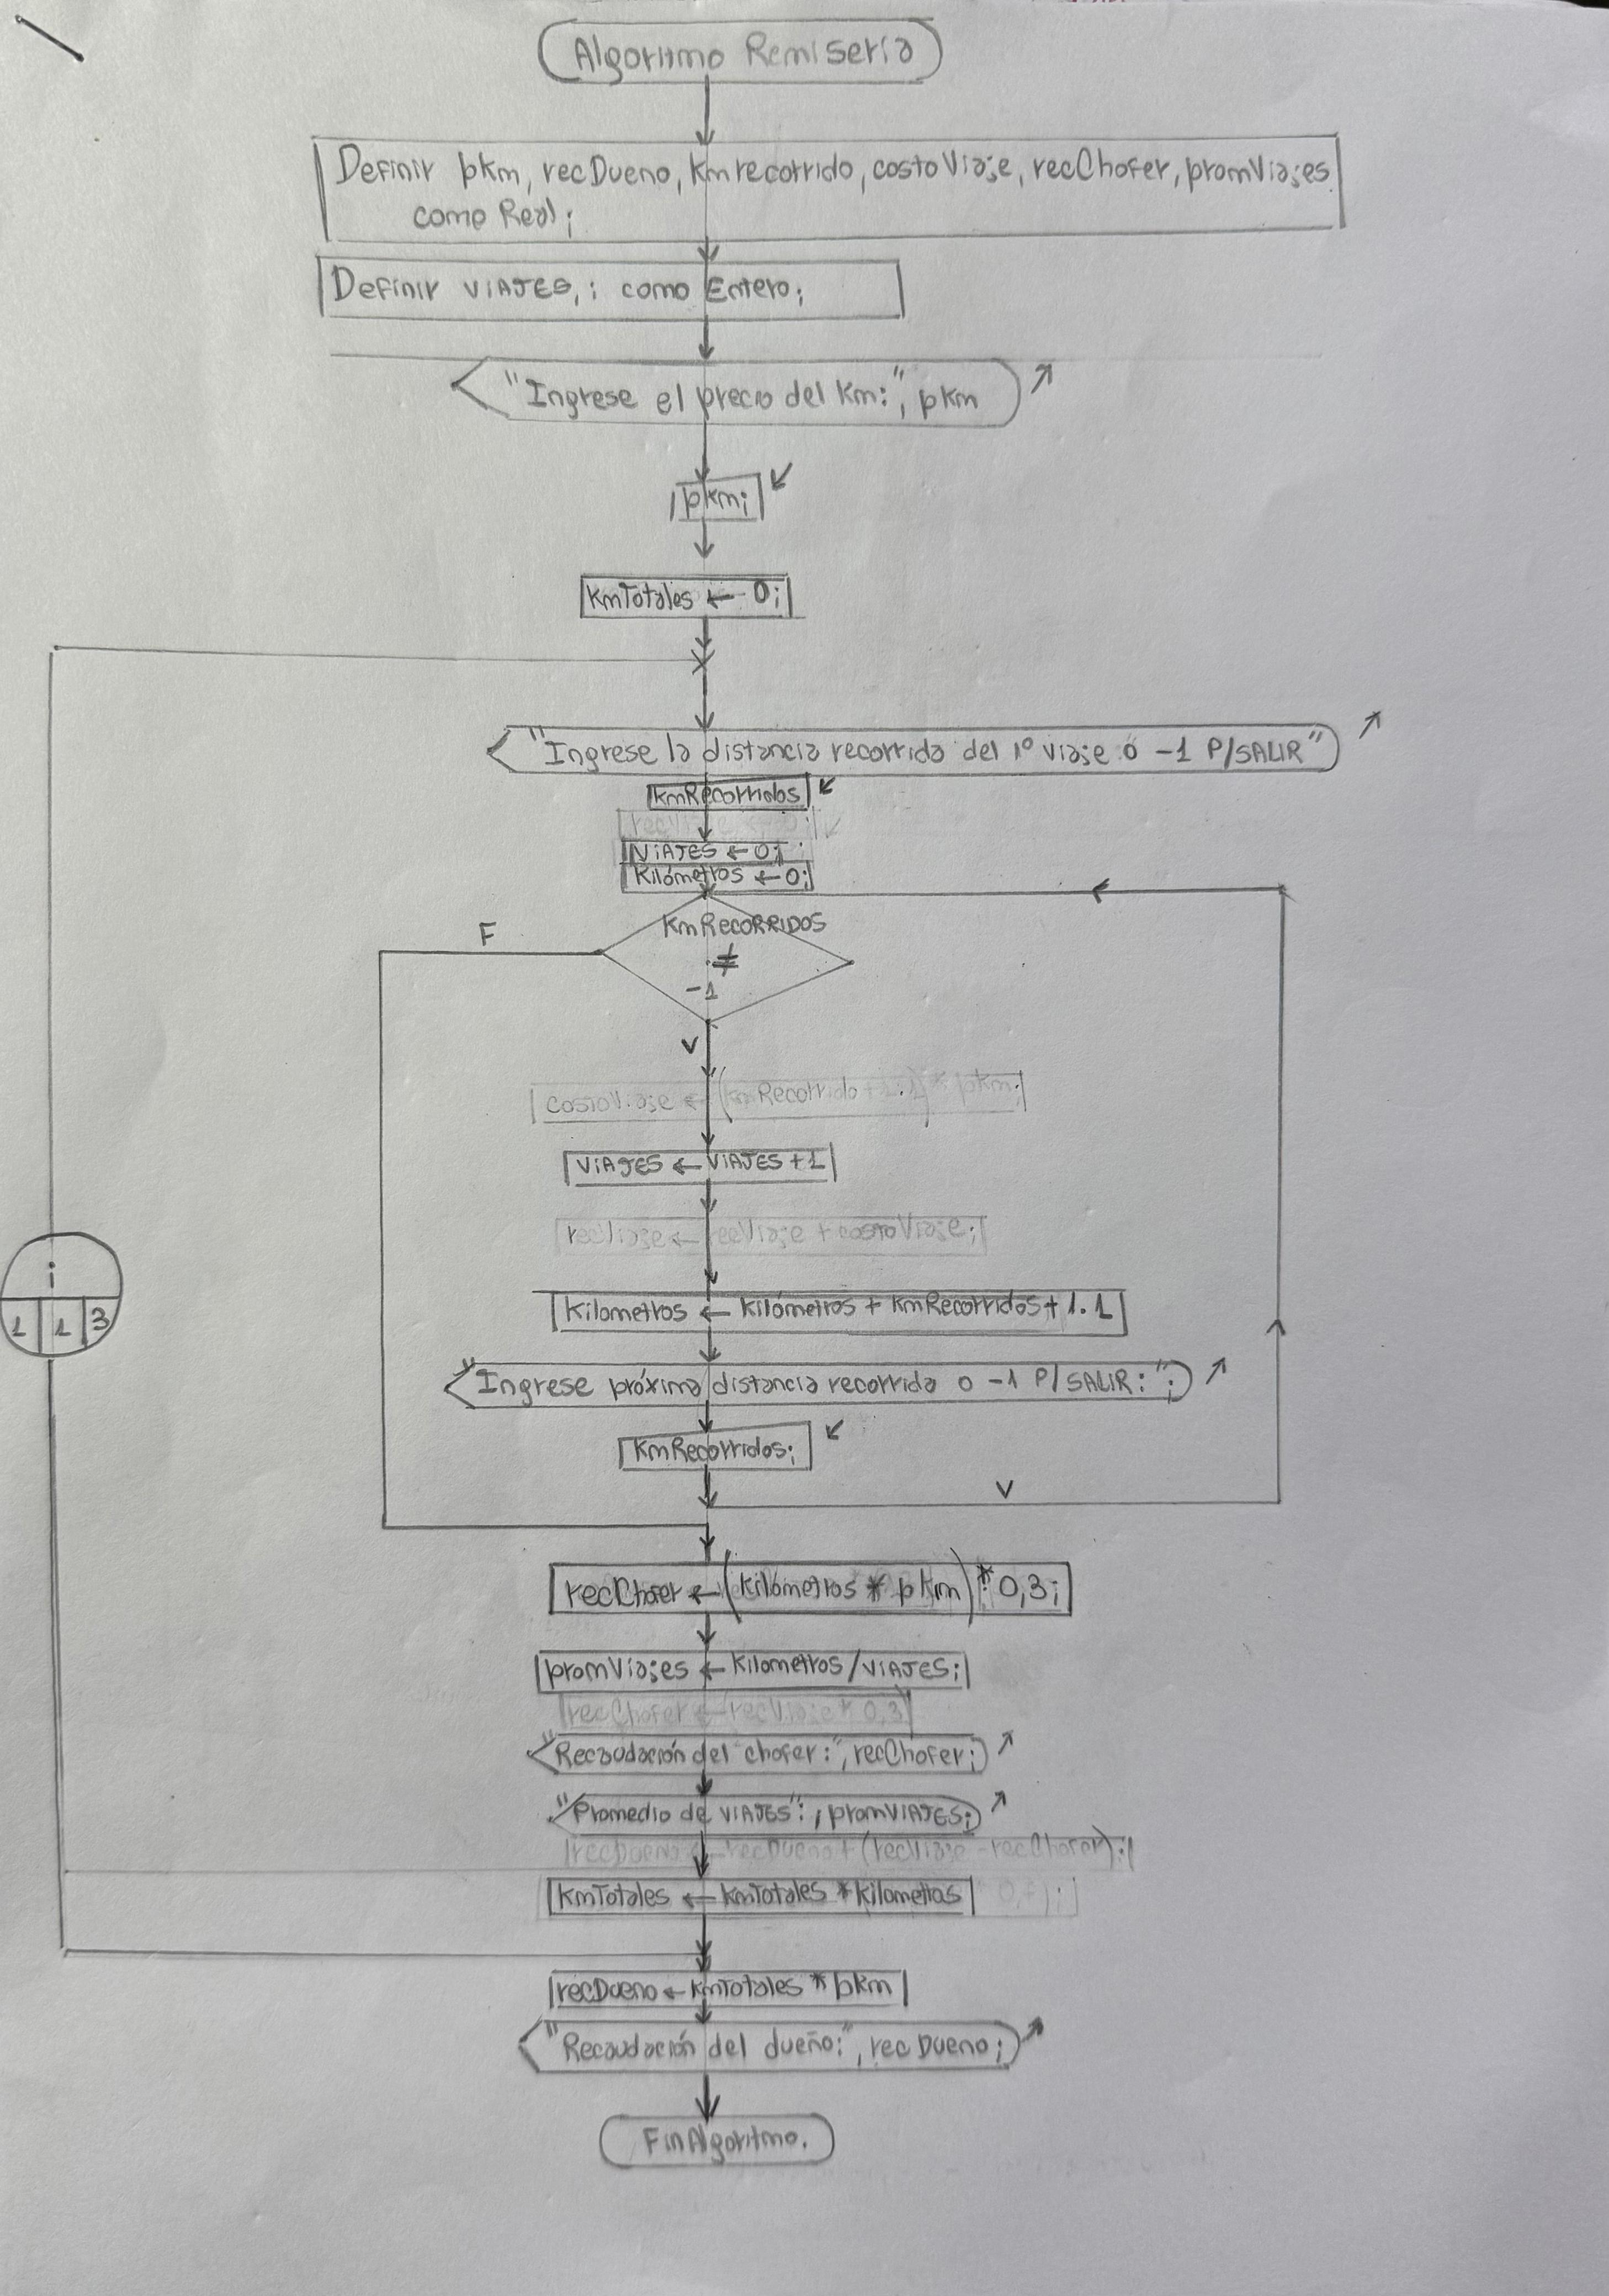 Algoritmo Remisería
Definir pkm, recDueno, kmrecorrido, costoViaje, recChofer, promViajes
como Real;
Definir VIAJES, i como Entero;
"Ingrese el precio del km:", pkm
pkm;
kmTotales ← 0;
"Ingrese la distancia recorrida del 1º viaje o -1 P/SALIR"
kmRecorridos
VIAJES ← 0;
Kilómetros ← 0;
kmRECORRIDOS
F
≠
-1
V
costoViaje ← (kmRecorrido + 1.1) * pkm;
VIAJES ← VIAJES + 1
recViaje ← recViaje + costoViaje;
i
1 1 3
Kilometros ← kilómetros + kmRecorridos + 1.1
"Ingrese próxima distancia recorrida o -1 P/SALIR:";
kmRecorridos;
V
recChofer ← (kilómetros * pkm) * 0,3;
promViajes ← kilometros/VIAJES;
recChofer ← recViaje * 0,3
"Recaudación del chofer:", recChofer;
"Promedio de VIAJES": , promVIAJES;
recDueno ← recDueno + (recViaje - recChofer);
kmTotales ← kmTotales * kilometros
recDueno ← kmTotales * pkm
"Recaudación del dueño:", recDueno;
FinAlgoritmo.